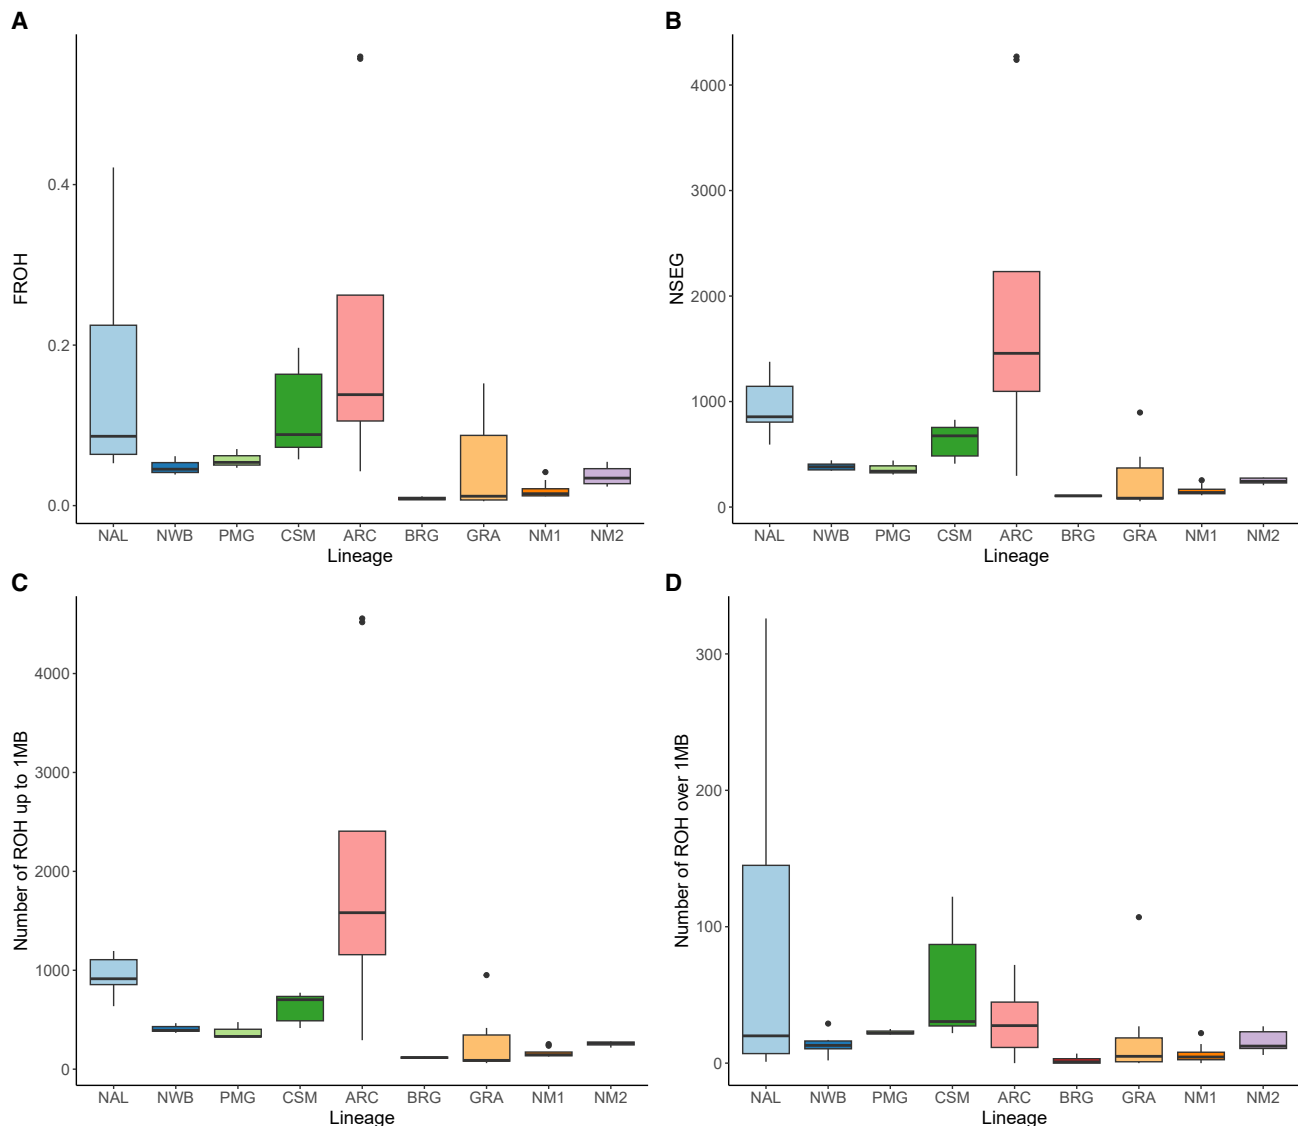 A
FROH
0.4
0.2
0.0
NAL NWB PMG CSM ARC BRG GRA NM1 NM2
Lineage
B
NSEG
4000
3000
2000
1000
0
NAL NWB PMG CSM ARC BRG GRA NM1 NM2
Lineage
C
Number of ROH up to 1MB
4000
3000
2000
1000
0
NAL NWB PMG CSM ARC BRG GRA NM1 NM2
Lineage
D
Number of ROH over 1MB
300
200
100
0
NAL NWB PMG CSM ARC BRG GRA NM1 NM2
Lineage